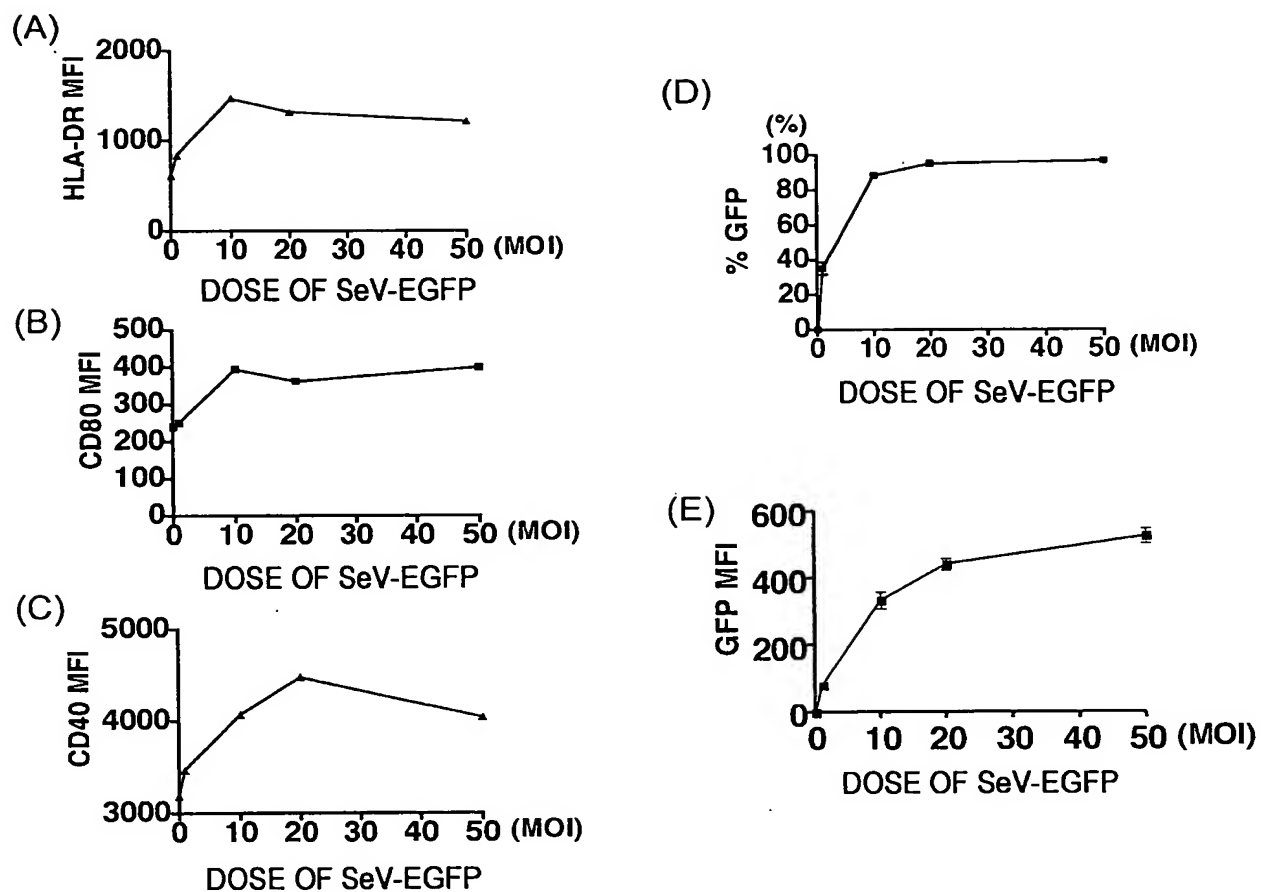 (A)
HLA-DR MFI
2000
1000
0
0 10 20 30 40 50 (MOI)
DOSE OF SeV-EGFP
(B)
CD80 MFI
500
400
300
200
100
0
0 10 20 30 40 50 (MOI)
DOSE OF SeV-EGFP
(C)
CD40 MFI
5000
4000
3000
0 10 20 30 40 50 (MOI)
DOSE OF SeV-EGFP
(D)
(%)
% GFP
100
80
60
40
20
0
0 10 20 30 40 50 (MOI)
DOSE OF SeV-EGFP
(E)
GFP MFI
600
400
200
0
0 10 20 30 40 50 (MOI)
DOSE OF SeV-EGFP